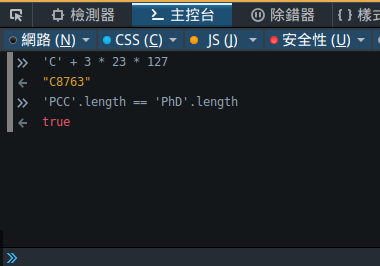 檢測器 主控台 除錯器 { } 樣式
網路 (N) CSS (C) JS (J) 安全性 (U)
'C' + 3 * 23 * 127
"C8763"
'PCC'.length == 'PhD'.length
true